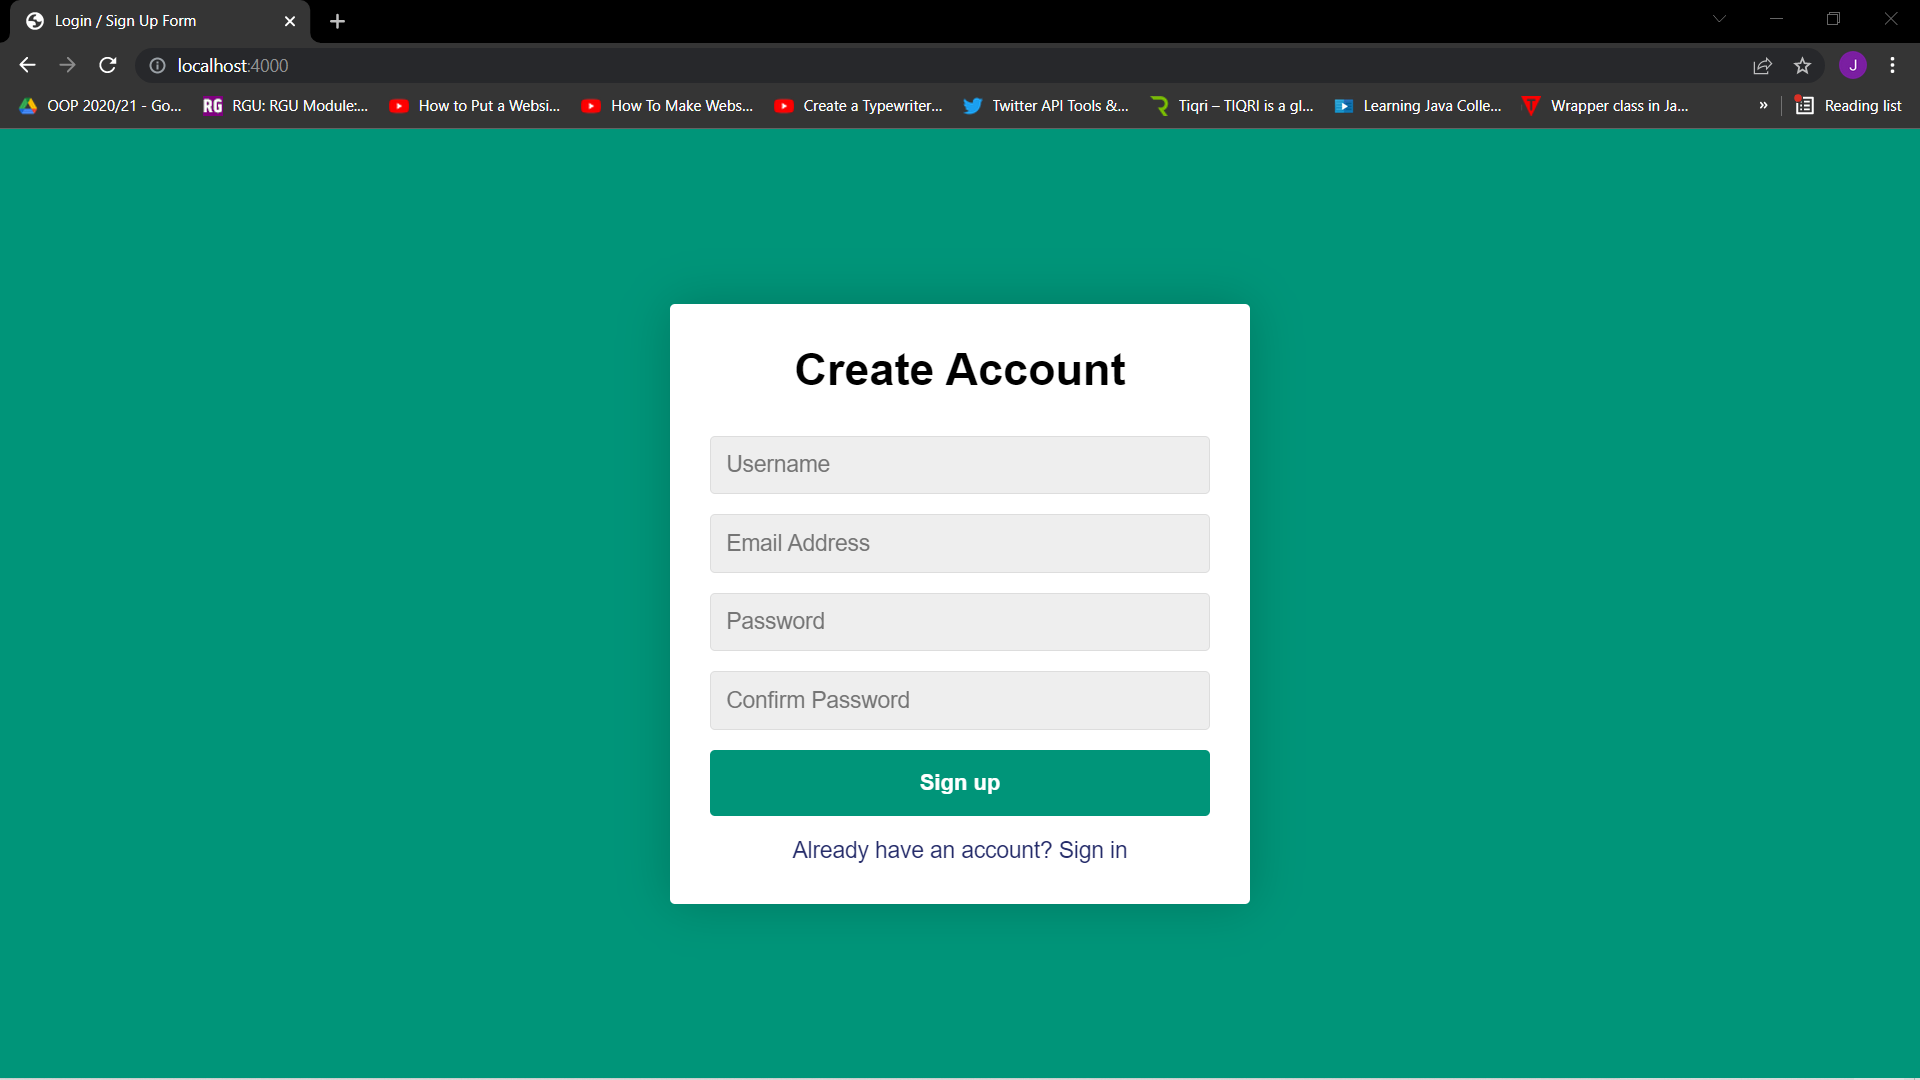 Login / Sign Up Form
localhost:4000
J
OOP 2020/21 - Go...
RG RGU: RGU Module:...
How to Put a Websi...
How To Make Webs...
Create a Typewriter...
Twitter API Tools &...
Tiqri – TIQRI is a gl...
Learning Java Colle...
T Wrapper class in Ja...
»
Reading list
Create Account
Username
Email Address
Password
Confirm Password
Sign up
Already have an account? Sign in